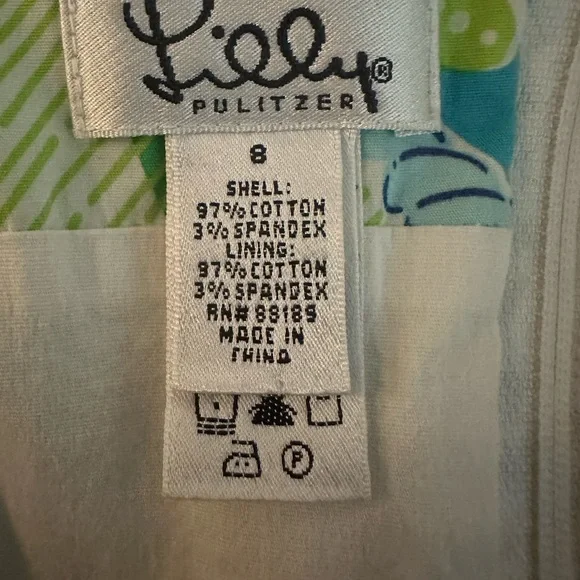 Lilly®
PULITZER
8
SHELL:
97% COTTON
3% SPANDEX
LINING:
97% COTTON
3% SPANDEX
RN# 88189
MADE IN
CHINA
P